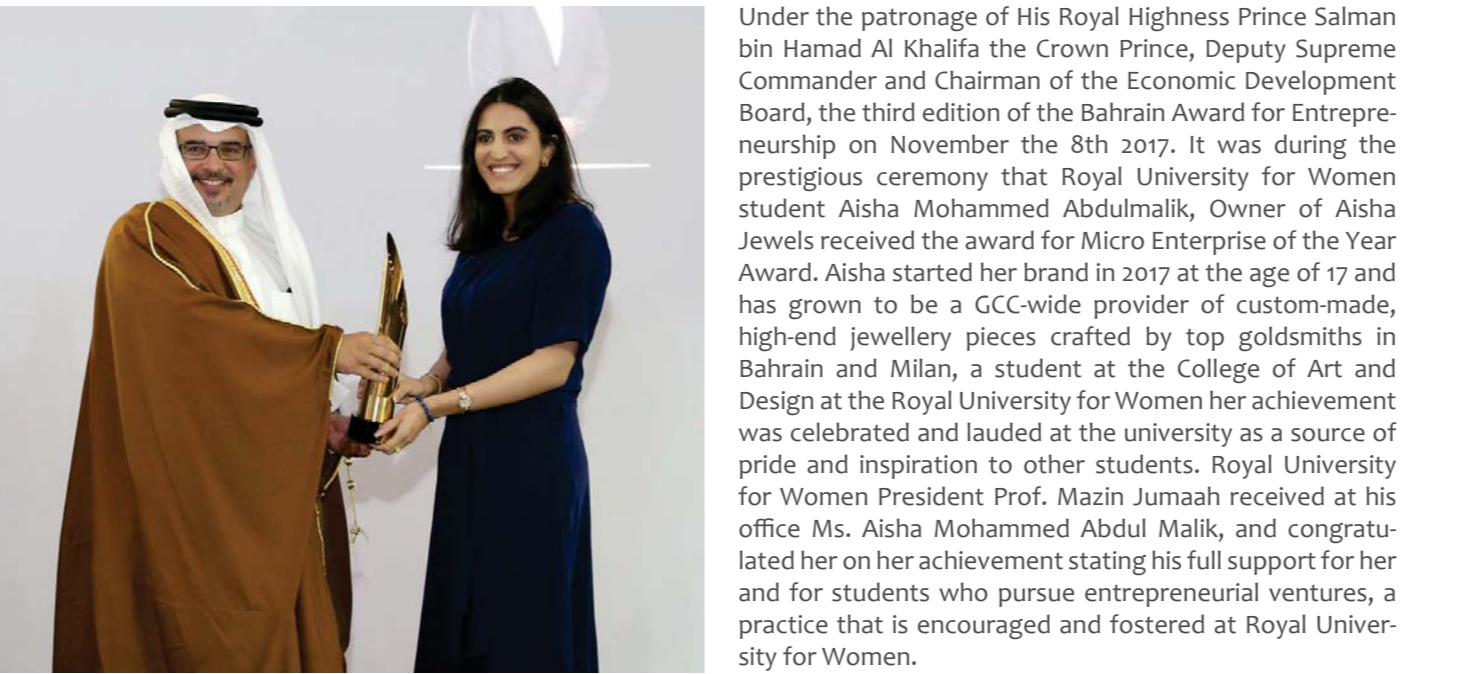 Under the patronage of His Royal Highness Prince Salman
bin Hamad Al Khalifa the Crown Prince, Deputy Supreme
Commander and Chairman of the Economic Development
Board, the third edition of the Bahrain Award for Entrepre-
neurship on November the 8th 2017. It was during the
prestigious ceremony that Royal University for Women
student Aisha Mohammed Abdulmalik, Owner of Aisha
Jewels received the award for Micro Enterprise of the Year
Award. Aisha started her brand in 2017 at the age of 17 and
has grown to be a GCC-wide provider of custom-made,
high-end jewellery pieces crafted by top goldsmiths in
Bahrain and Milan, a student at the College of Art and
Design at the Royal University for Women her achievement
was celebrated and lauded at the university as a source of
pride and inspiration to other students. Royal University
for Women President Prof. Mazin Jumaah received at his
office Ms. Aisha Mohammed Abdul Malik, and congratu-
lated her on her achievement stating his full support for her
and for students who pursue entrepreneurial ventures, a
practice that is encouraged and fostered at Royal Univer-
sity for Women.